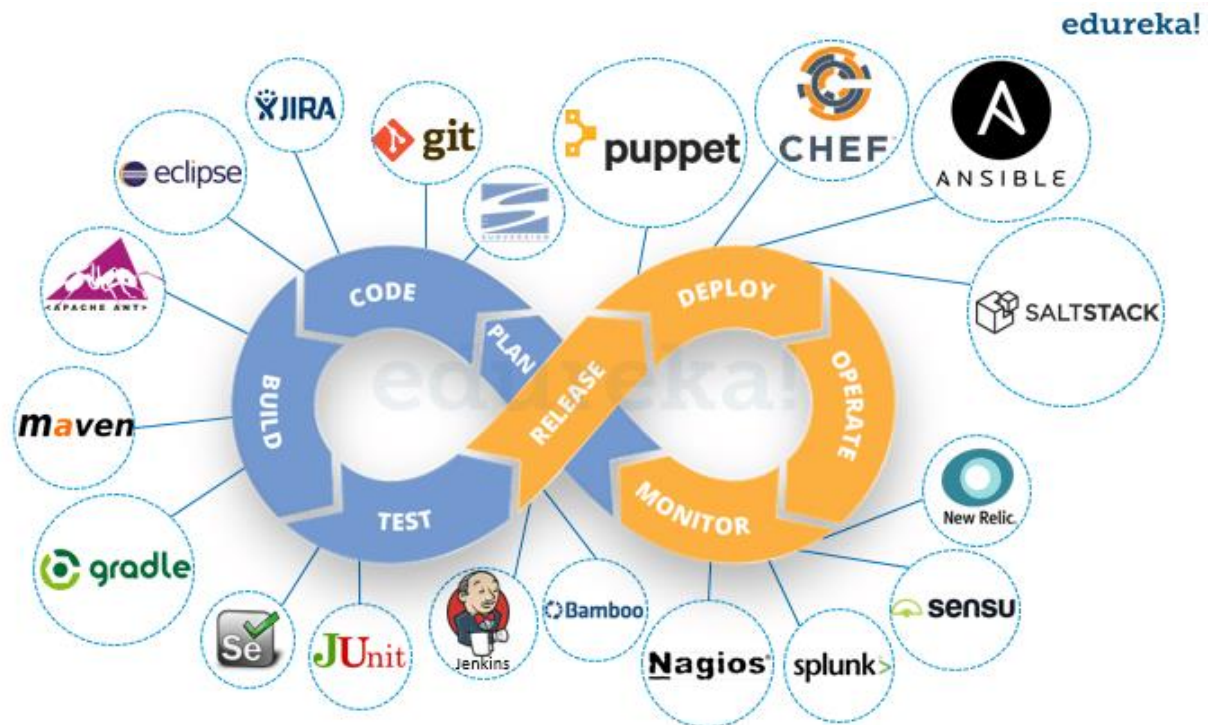 edureka!
JIRA
git
puppet
CHEF
ANSIBLE
eclipse
SUBVERSION
<APACHE ANT>
SALTSTACK
CODE
PLAN
DEPLOY
BUILD
RELEASE
OPERATE
edureka!
maven
TEST
MONITOR
New Relic.
gradle
Se
JUnit
Jenkins
Bamboo
Nagios®
splunk>
sensu